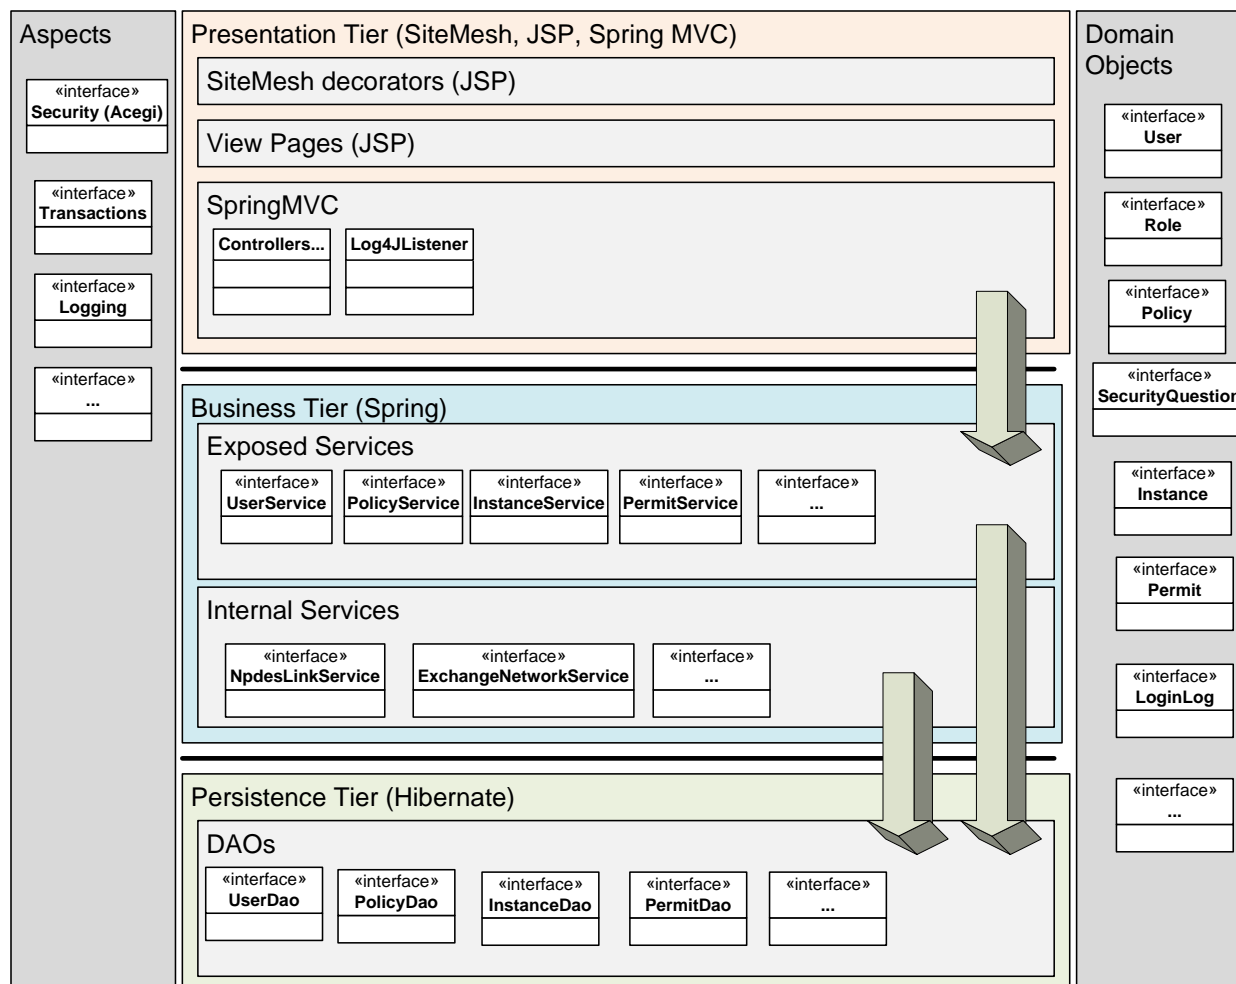 Aspects
«interface»
Security (Acegi)
«interface»
Transactions
«interface»
Logging
«interface»
...
Presentation Tier (SiteMesh, JSP, Spring MVC)
SiteMesh decorators (JSP)
View Pages (JSP)
SpringMVC
Controllers...
Log4JListener
Business Tier (Spring)
Exposed Services
«interface»
UserService
«interface»
PolicyService
«interface»
InstanceService
«interface»
PermitService
«interface»
...
Internal Services
«interface»
NpdesLinkService
«interface»
ExchangeNetworkService
«interface»
...
Persistence Tier (Hibernate)
DAOs
«interface»
UserDao
«interface»
PolicyDao
«interface»
InstanceDao
«interface»
PermitDao
«interface»
...
Domain
Objects
«interface»
User
«interface»
Role
«interface»
Policy
«interface»
SecurityQuestion
«interface»
Instance
«interface»
Permit
«interface»
LoginLog
«interface»
...